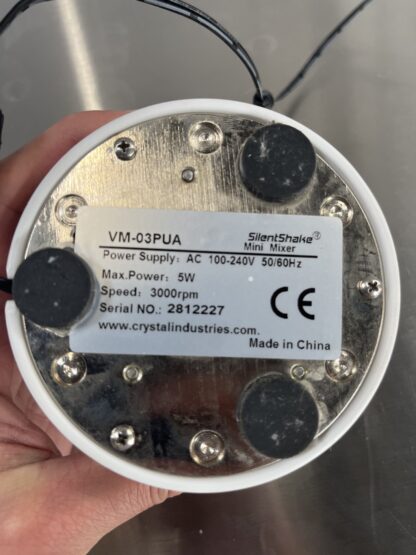 VM-03PUA
SilentShake®
Mini Mixer
Power Supply: AC 100-240V 50/60Hz
Max.Power: 5W
Speed: 3000rpm
Serial NO.: 2812227
CE
www.crystalindustries.com.
Made in China